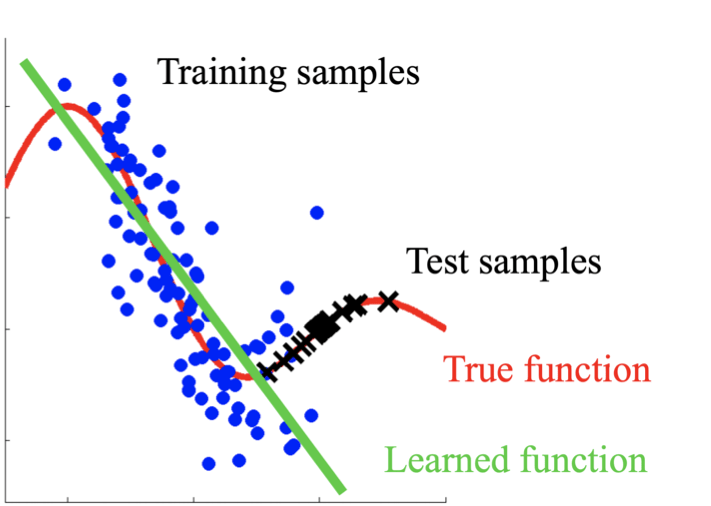 Training samples
Test samples
True function
Learned function